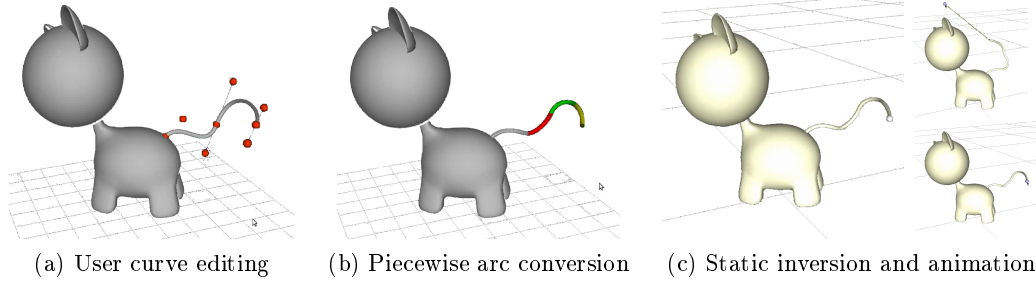 (a) User curve editing
(b) Piecewise arc conversion
(c) Static inversion and animation